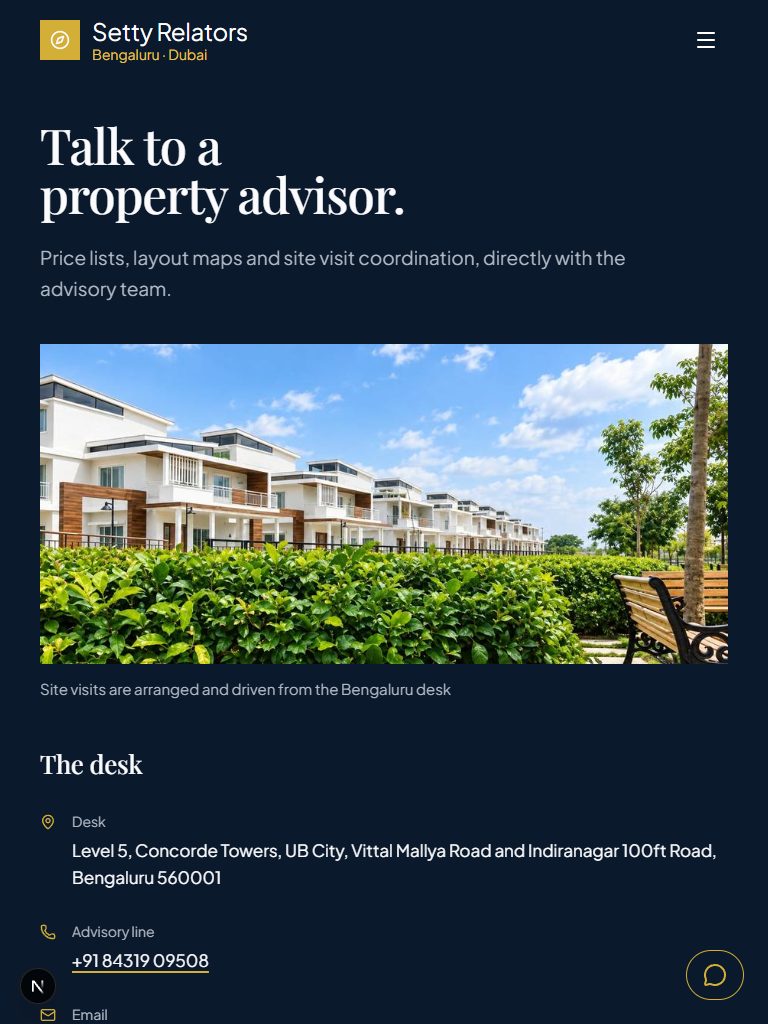 Setty Relators
Bengaluru · Dubai
Talk to a
property advisor.
Price lists, layout maps and site visit coordination, directly with the
advisory team.
Site visits are arranged and driven from the Bengaluru desk
The desk
Desk
Level 5, Concorde Towers, UB City, Vittal Mallya Road and Indiranagar 100ft Road,
Bengaluru 560001
Advisory line
+91 84319 09508
N
Email